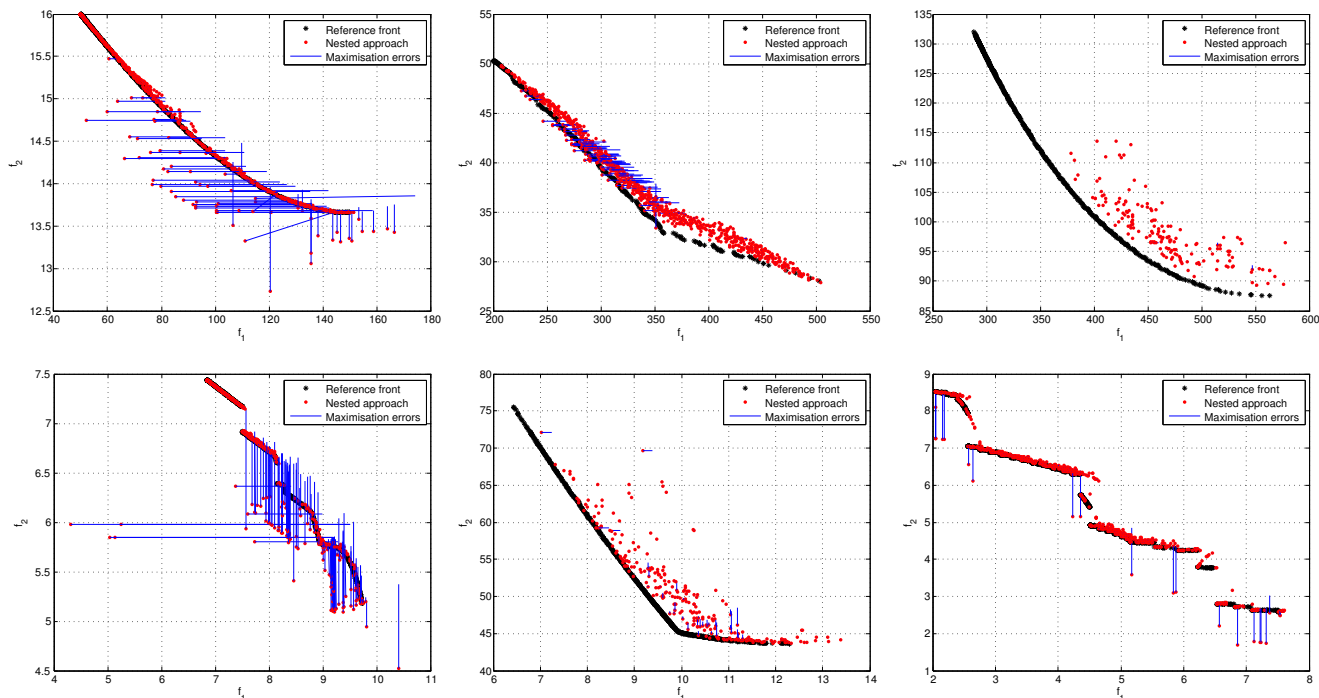 16
15.5
15
14.5
14
13.5
13
12.5
40 60 80 100 120 140 160 180
f1
f2
Reference front
Nested approach
Maximisation errors
55
50
45
40
35
30
25
200 250 300 350 400 450 500 550
f1
f2
Reference front
Nested approach
Maximisation errors
135
130
125
120
115
110
105
100
95
90
85
250 300 350 400 450 500 550 600
f1
f2
Reference front
Nested approach
Maximisation errors
7.5
7
6.5
6
5.5
5
4.5
4 5 6 7 8 9 10 11
f1
f2
Reference front
Nested approach
Maximisation errors
80
75
70
65
60
55
50
45
40
6 7 8 9 10 11 12 13 14
f1
f2
Reference front
Nested approach
Maximisation errors
9
8
7
6
5
4
3
2
1
2 3 4 5 6 7 8
f1
f2
Reference front
Nested approach
Maximisation errors